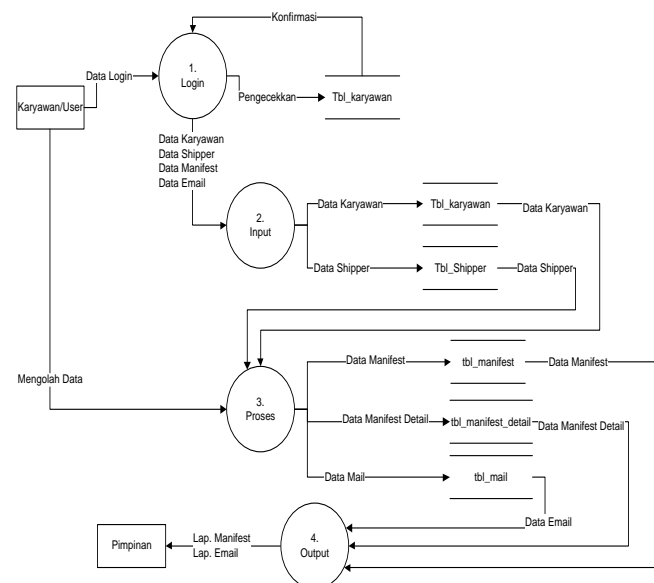 Konfirmasi
1.
Login
Data Login
Karyawan/User
Pengecekkan
Tbl_karyawan
Data Karyawan
Data Shipper
Data Manifest
Data Email
2.
Input
Data Karyawan
Tbl_karyawan
Data Karyawan
Data Shipper
Tbl_Shipper
Data Shipper
Mengolah Data
3.
Proses
Data Manifest
tbl_manifest
Data Manifest
Data Manifest Detail
tbl_manifest_detail
Data Manifest Detail
Data Mail
tbl_mail
Data Email
4.
Output
Lap. Manifest
Lap. Email
Pimpinan